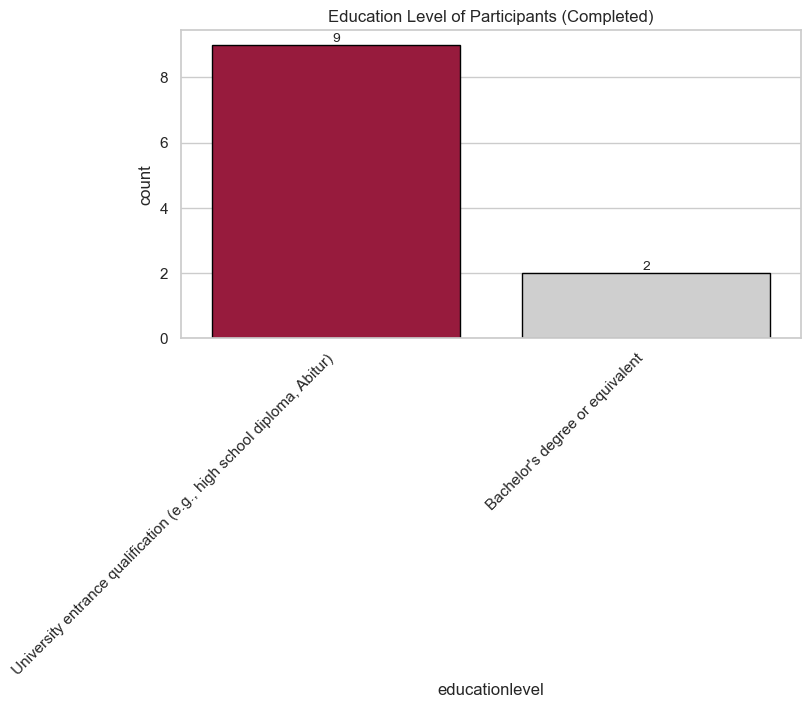 Education Level of Participants (Completed)
9
2
8
6
4
2
0
count
University entrance qualification (e.g., high school diploma, Abitur)
Bachelor's degree or equivalent
educationlevel